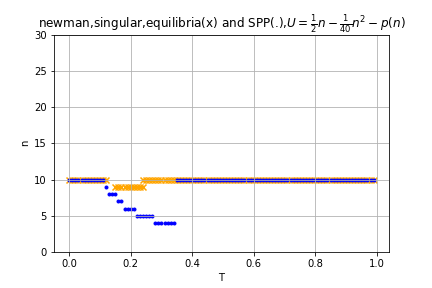 newman,singular,equilibria(x) and SPP(.),$U = \frac{1}{2}n - \frac{1}{40}n^2 - p(n)$
30
25
20
15
10
5
0
n
0.0 0.2 0.4 0.6 0.8 1.0
T